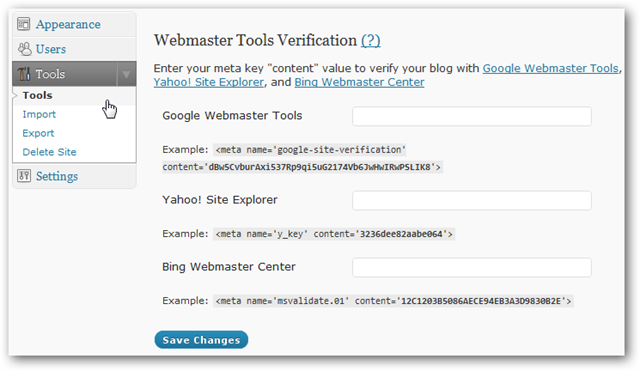 Appearance
Users
Tools
Tools
Import
Export
Delete Site
Settings
Webmaster Tools Verification (?)
Enter your meta key "content" value to verify your blog with Google Webmaster Tools,
Yahoo! Site Explorer, and Bing Webmaster Center
Google Webmaster Tools
Example: <meta name='google-site-verification'
content='dBw5CvburAxi537Rp9qi5uG2174Vb6JwHwIRwPSLIK8'>
Yahoo! Site Explorer
Example: <meta name='y_key' content='3236dee82aabe064'>
Bing Webmaster Center
Example: <meta name='msvalidate.01' content='12C1203B5086AECE94EB3A3D9830B2E'>
Save Changes